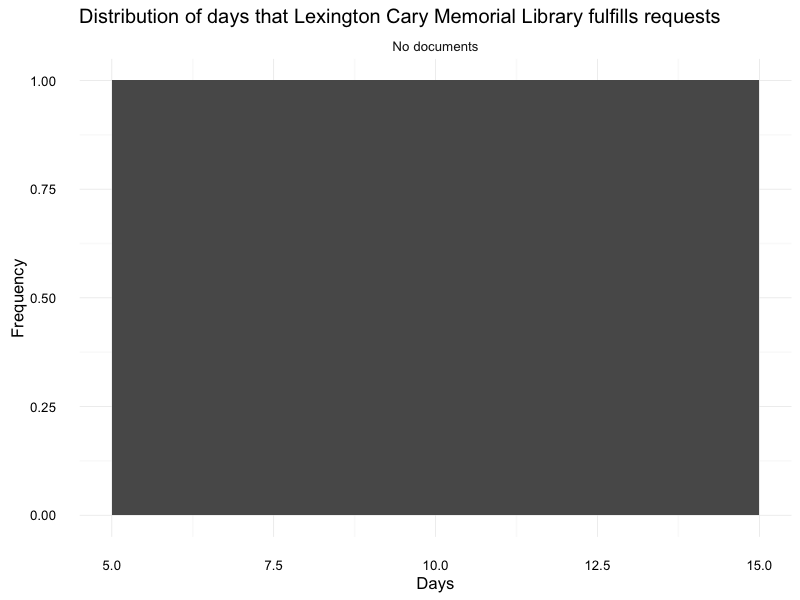 Distribution of days that Lexington Cary Memorial Library fulfills requests
No documents
1.00
0.75
0.50
0.25
0.00
Frequency
5.0 7.5 10.0 12.5 15.0
Days